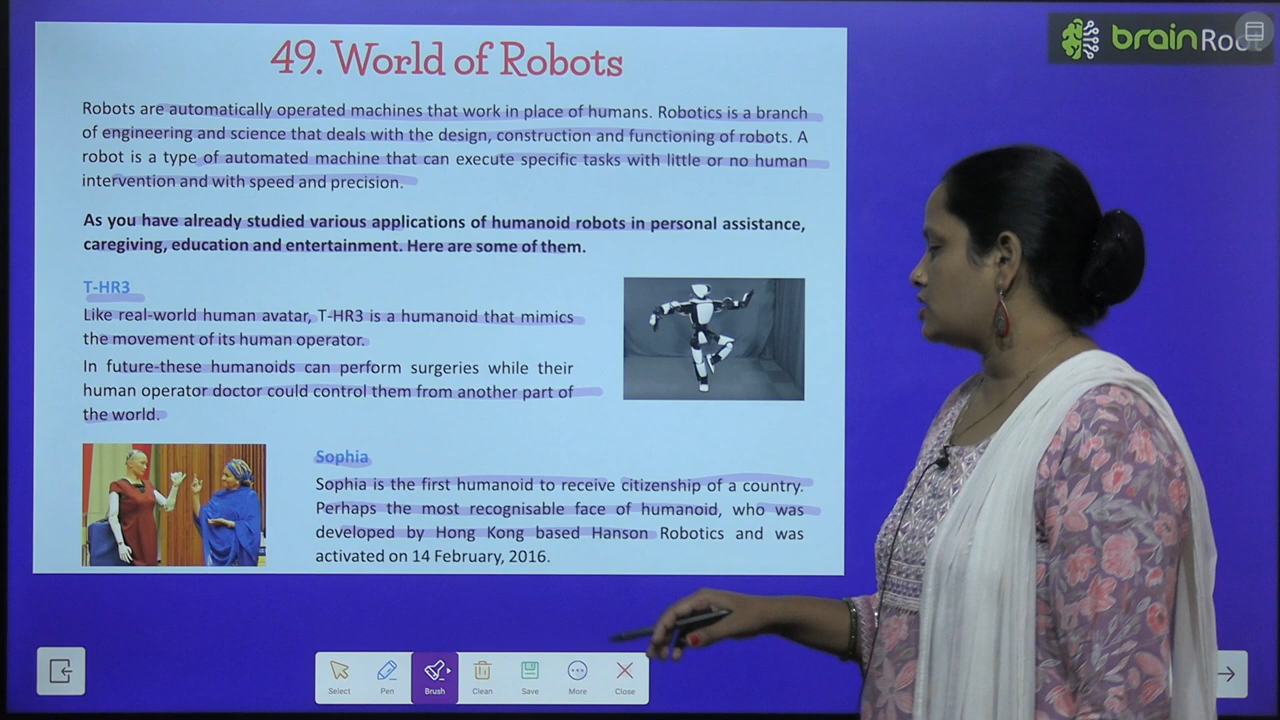 49. World of Robots
brainRoot
Robots are automatically operated machines that work in place of humans. Robotics is a branch
of engineering and science that deals with the design, construction and functioning of robots. A
robot is a type of automated machine that can execute specific tasks with little or no human
intervention and with speed and precision.
As you have already studied various applications of humanoid robots in personal assistance,
caregiving, education and entertainment. Here are some of them.
T-HR3
Like real-world human avatar, T-HR3 is a humanoid that mimics
the movement of its human operator.
In future-these humanoids can perform surgeries while their
human operator doctor could control them from another part of
the world.
Sophia
Sophia is the first humanoid to receive citizenship of a country.
Perhaps the most recognisable face of humanoid, who was
developed by Hong Kong based Hanson Robotics and was
activated on 14 February, 2016.
Select Pen Brush Clean Save More Close